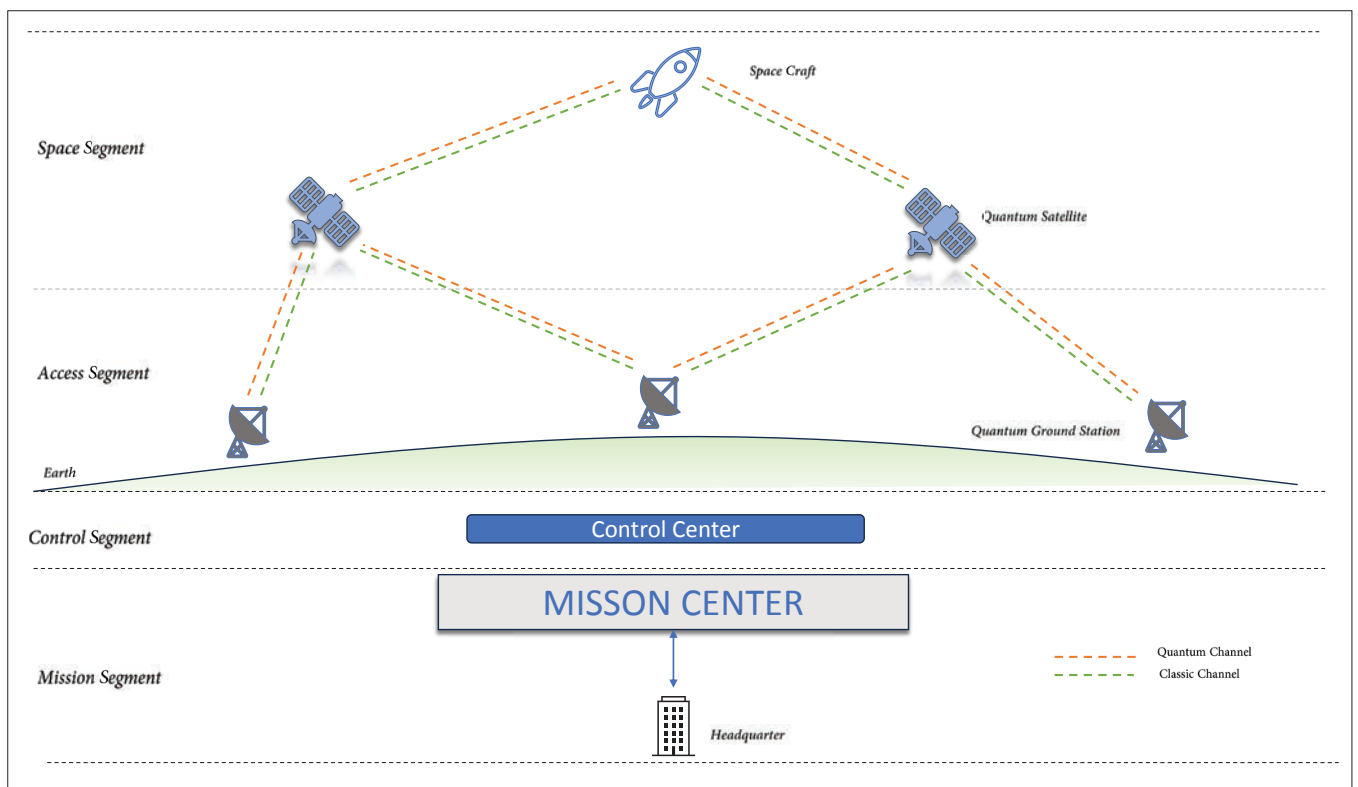 Space Craft
Space Segment
Quantum Satellite
Access Segment
Quantum Ground Station
Earth
Control Segment
Control Center
MISSON CENTER
Mission Segment
Quantum Channel
Classic Channel
Headquarter